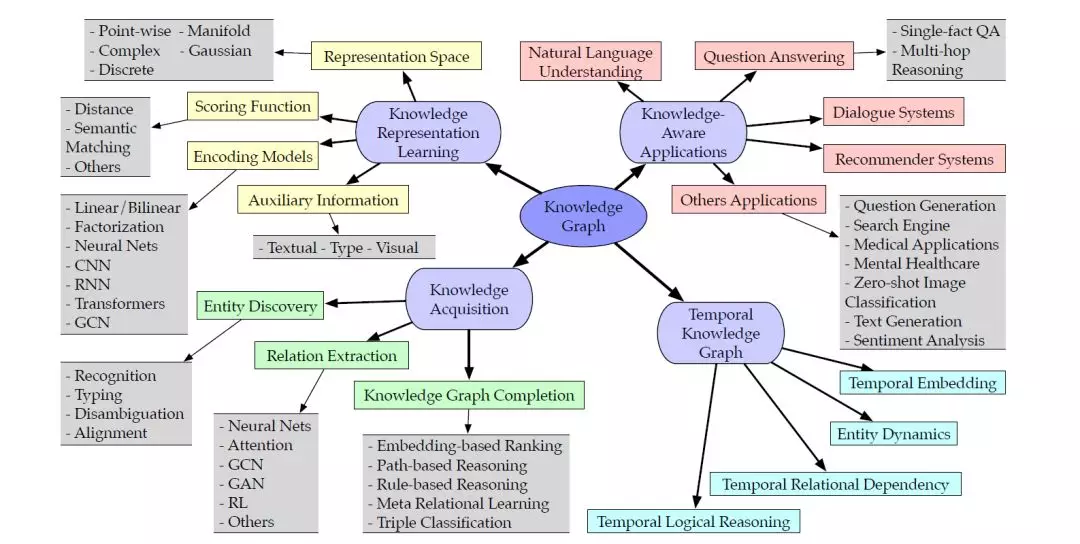 - Point-wise - Manifold
- Complex - Gaussian
- Discrete
Representation Space
Natural Language
Understanding
Question Answering
- Single-fact QA
- Multi-hop
Reasoning
- Distance
- Semantic
Matching
- Others
Scoring Function
Encoding Models
Auxiliary Information
Knowledge
Representation
Learning
Knowledge-
Aware
Applications
Dialogue Systems
Recommender Systems
Others Applications
- Linear/Bilinear
- Factorization
- Neural Nets
- CNN
- RNN
- Transformers
- GCN
- Textual - Type - Visual
Knowledge
Graph
- Question Generation
- Search Engine
- Medical Applications
- Mental Healthcare
- Zero-shot Image
Classification
- Text Generation
- Sentiment Analysis
Entity Discovery
Knowledge
Acquisition
Temporal
Knowledge
Graph
Relation Extraction
- Recognition
- Typing
- Disambiguation
- Alignment
Knowledge Graph Completion
Temporal Embedding
- Neural Nets
- Attention
- GCN
- GAN
- RL
- Others
- Embedding-based Ranking
- Path-based Reasoning
- Rule-based Reasoning
- Meta Relational Learning
- Triple Classification
Entity Dynamics
Temporal Relational Dependency
Temporal Logical Reasoning